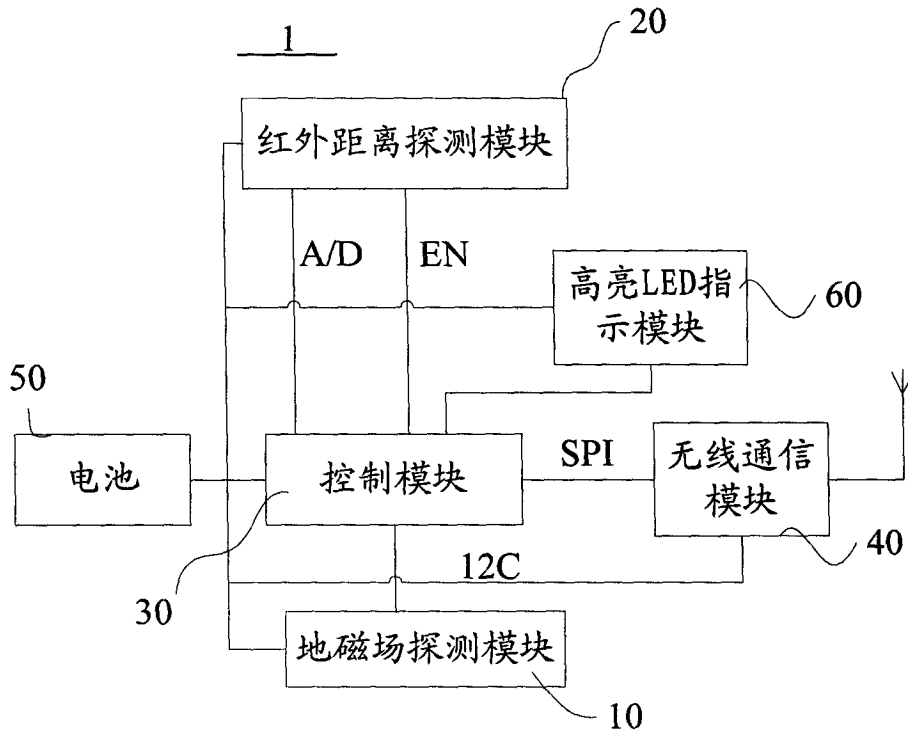 1
20
红外距离探测模块
A/D
EN
高亮LED指
示模块
60
50
电池
控制模块
SPI
无线通信
模块
30
12C
40
地磁场探测模块
10